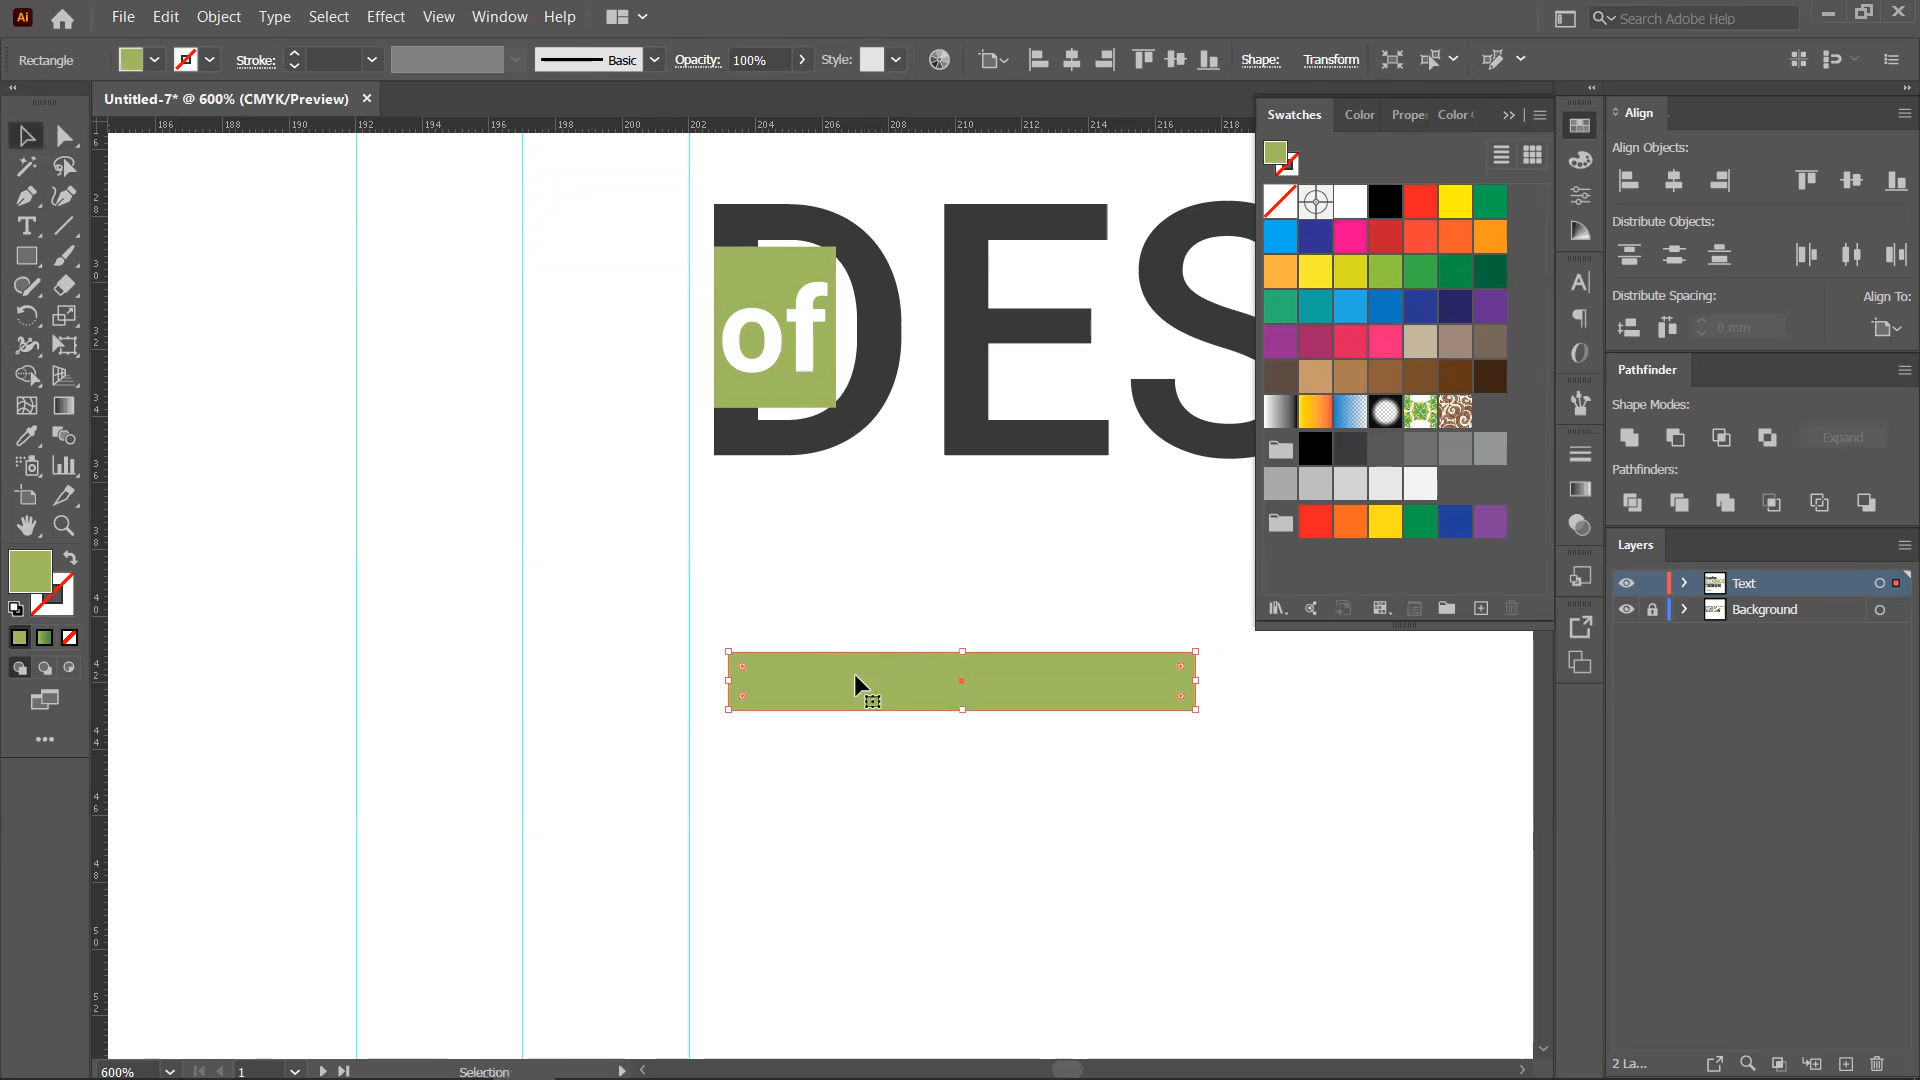 Ai File Edit Object Type Select Effect View Window Help Search Adobe Help
Rectangle Stroke: Basic Opacity: 100% Style: Shape: Transform
Untitled-7* @ 600% (CMYK/Preview)
186 188 190 192 194 196 198 200 202 204 206 208 210 212 214 216 218
DES
of
Swatches Color Prope Color
Align
Align Objects:
Distribute Objects:
Distribute Spacing: Align To:
0 mm
Pathfinder
Shape Modes:
Expand
Pathfinders:
Layers
Text
Background
2 La...
600% 1 Selection